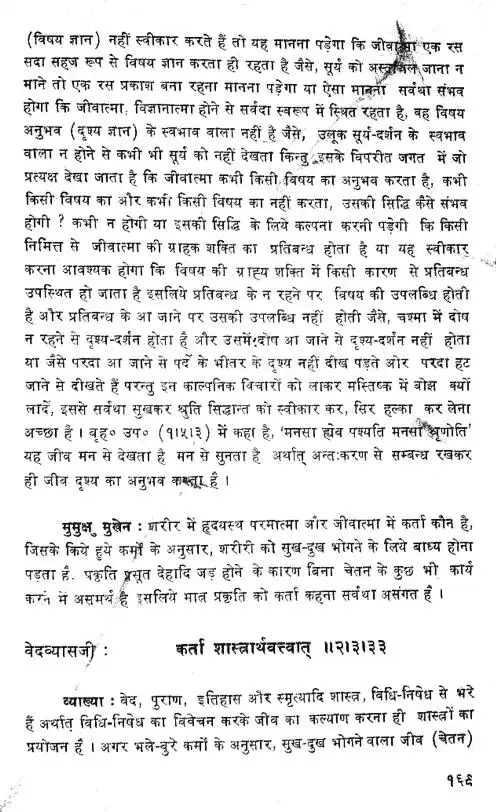 (विषय ज्ञान) नहीं स्वीकार करते हैं तो यह मानना पड़ेगा कि जीवात्मा एक रस
सदा सहज रूप से विषय ज्ञान करता ही रहता है जैसे, सूर्य को अस्ताचल जाना न
माने तो एक रस प्रकाश बना रहना मानना पड़ेगा या ऐसा मानना सर्वथा संभव
होगा कि जीवात्मा, विज्ञानात्मा होने से सर्वदा स्वरूप में स्थित रहता है, वह विषय
अनुभव (दृश्य ज्ञान) के स्वभाव वाला नहीं है जैसे, उलूक सूर्य-दर्शन के स्वभाव
वाला न होने से कभी भी सूर्य को नहीं देखता किन्तु इसके विपरीत जगत में जो
प्रत्यक्ष देखा जाता है कि जीवात्मा कभी किसी विषय का अनुभव करता है, कभी
किसी विषय का और कभी किसी विषय का नहीं करता, उसकी सिद्धि कैसे संभव
होगी ? कभी न होगी या इसकी सिद्धि के लिये कल्पना करनी पड़ेगी कि किसी
निमित्त से जीवात्मा की ग्राहक शक्ति का प्रतिबन्ध होता है या यह स्वीकार
करना आवश्यक होगा कि विषय की ग्राह्य शक्ति में किसी कारण से प्रतिबन्ध
उपस्थित हो जाता है इसलिये प्रतिबन्ध के न रहने पर विषय की उपलब्धि होती
है और प्रतिबन्ध के आ जाने पर उसकी उपलब्धि नहीं होती जैसे, चश्मा में दोष
न रहने से दृश्य-दर्शन होता है और उसमें दोष आ जाने से दृश्य-दर्शन नहीं होता
या जैसे परदा आ जाने से पर्दे के भीतर के दृश्य नहीं दीख पड़ते ओर परदा हट
जाने से दीखते हैं परन्तु इन काल्पनिक विचारों को लाकर मस्तिष्क में बोझ क्यों
लादें, इससे सर्वथा सुखकर श्रुति सिद्धान्त को स्वीकार कर, सिर हल्का कर लेना
अच्छा है । वृह० उप० (१।५।३) में कहा है, 'मनसा ह्येव पश्यति मनसा श्रृणोति'
यह जीव मन से देखता है मन से सुनता है अर्थात् अन्तःकरण से सम्बन्ध रखकर
ही जीव दृश्य का अनुभव करता है ।
मुमुक्षु मुखेन : शरीर में हृदयस्थ परमात्मा और जीवात्मा में कर्ता कौन है,
जिसके किये हुये कर्मों के अनुसार, शरीरी को सुख-दुख भोगने के लिये बाध्य होना
पड़ता है. प्रकृति प्रसूत देहादि जड़ होने के कारण बिना चेतन के कुछ भी कार्य
करने में असमर्थ है इसलिये मात्र प्रकृति को कर्ता कहना सर्वथा असंगत है ।
वेदव्यासजी : कर्ता शास्त्रार्थवत्त्वात् ॥२।३।३३
व्याख्या : वेद, पुराण, इतिहास और स्मृत्यादि शास्त्र, विधि-निषेध से भरे
हैं अर्थात् विधि-निषेध का विवेचन करके जीव का कल्याण करना ही शास्त्रों का
प्रयोजन है । अगर भले-बुरे कर्मों के अनुसार, सुख-दुख भोगने वाला जीव (चेतन)
१६९